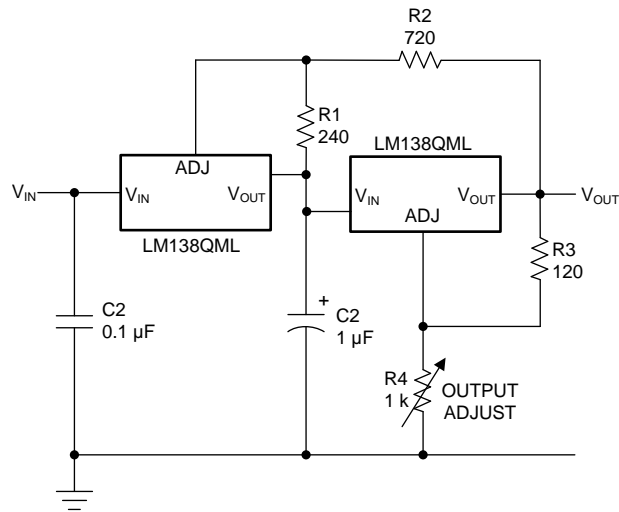 R2
720
R1
240
LM138QML
ADJ
V_IN
V_IN
V_OUT
LM138QML
V_IN
V_OUT
ADJ
V_OUT
R3
120
C2
0.1 µF
+
C2
1 µF
R4
1 k
OUTPUT
ADJUST